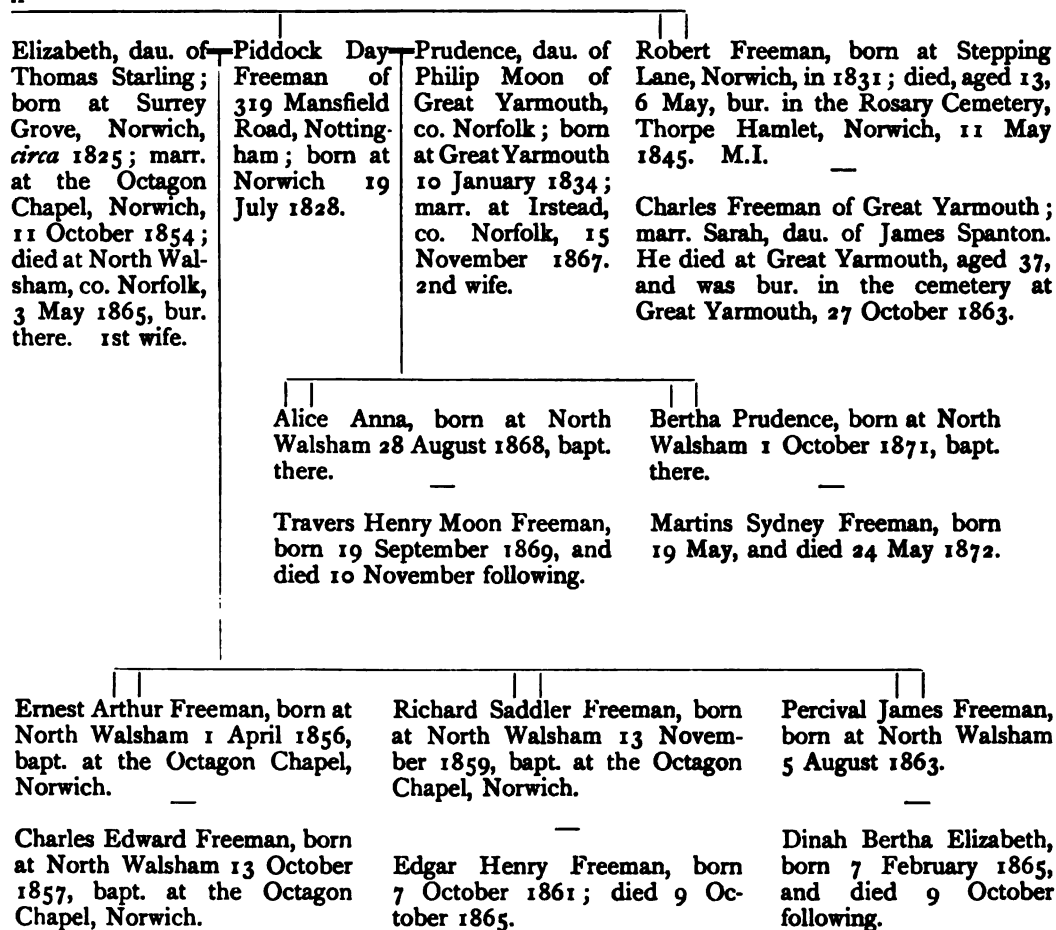 Elizabeth, dau. of
Thomas Starling;
born at Surrey
Grove, Norwich,
circa 1825; marr.
at the Octagon
Chapel, Norwich,
11 October 1854;
died at North Wal-
sham, co. Norfolk,
3 May 1865, bur.
there. 1st wife.
Piddock Day
Freeman of
319 Mansfield
Road, Notting-
ham; born at
Norwich 19
July 1828.
Prudence, dau. of
Philip Moon of
Great Yarmouth,
co. Norfolk; born
at Great Yarmouth
10 January 1834;
marr. at Irstead,
co. Norfolk, 15
November 1867.
2nd wife.
Robert Freeman, born at Stepping
Lane, Norwich, in 1831; died, aged 13,
6 May, bur. in the Rosary Cemetery,
Thorpe Hamlet, Norwich, 11 May
1845. M.I.
Charles Freeman of Great Yarmouth;
marr. Sarah, dau. of James Spanton.
He died at Great Yarmouth, aged 37,
and was bur. in the cemetery at
Great Yarmouth, 27 October 1863.
Alice Anna, born at North
Walsham 28 August 1868, bapt.
there.
Travers Henry Moon Freeman,
born 19 September 1869, and
died 10 November following.
Bertha Prudence, born at North
Walsham 1 October 1871, bapt.
there.
Martins Sydney Freeman, born
19 May, and died 24 May 1872.
Ernest Arthur Freeman, born at
North Walsham 1 April 1856,
bapt. at the Octagon Chapel,
Norwich.
Charles Edward Freeman, born
at North Walsham 13 October
1857, bapt. at the Octagon
Chapel, Norwich.
Richard Saddler Freeman, born
at North Walsham 13 Novem-
ber 1859, bapt. at the Octagon
Chapel, Norwich.
Edgar Henry Freeman, born
7 October 1861; died 9 Oc-
tober 1865.
Percival James Freeman,
born at North Walsham
5 August 1863.
Dinah Bertha Elizabeth,
born 7 February 1865,
and died 9 October
following.